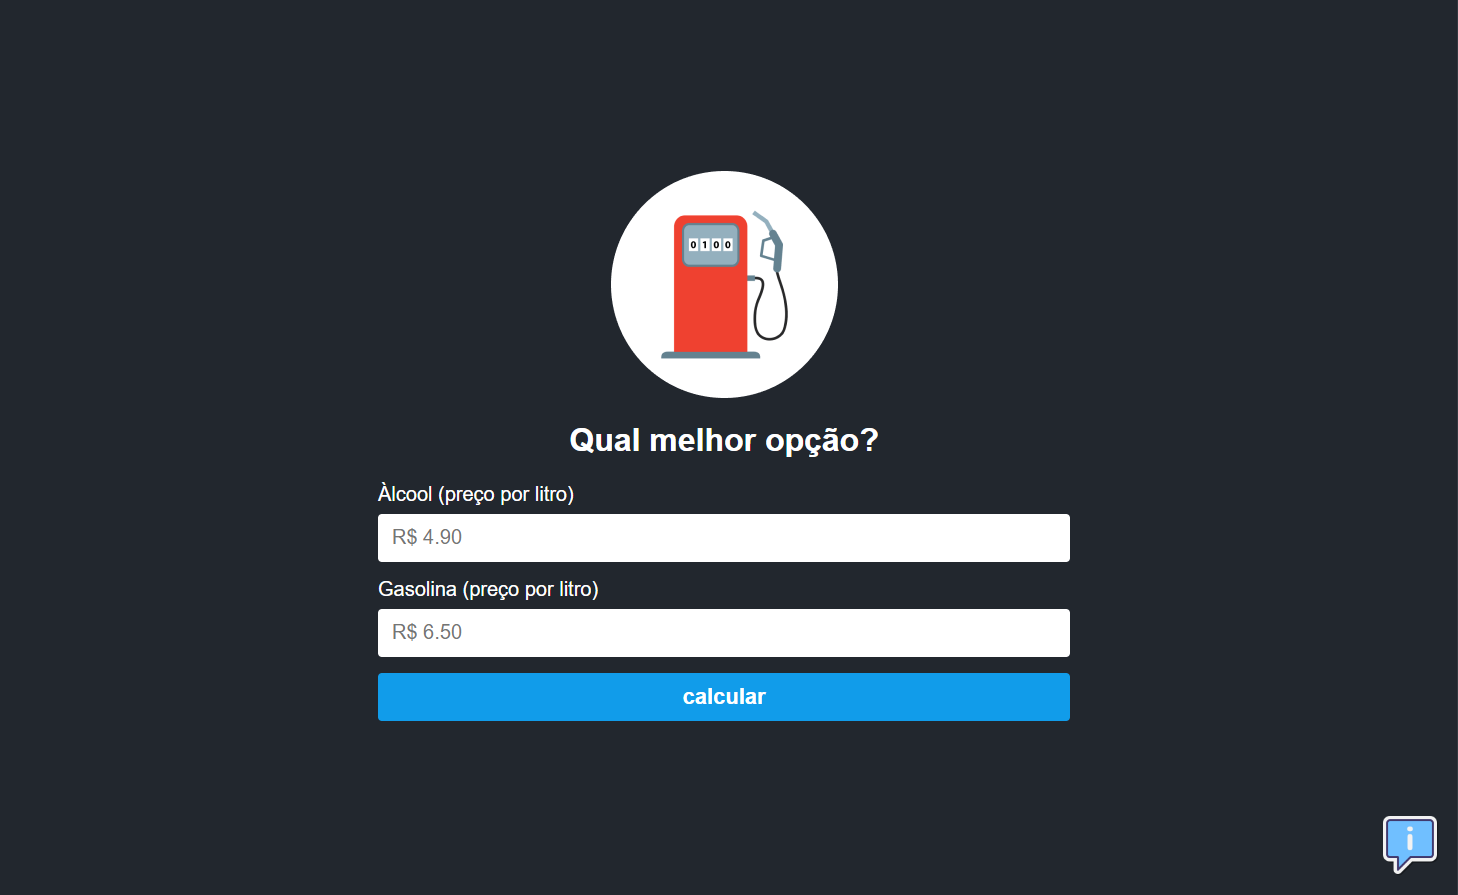 0100
Qual melhor opção?
Àlcool (preço por litro)
R$ 4.90
Gasolina (preço por litro)
R$ 6.50
calcular
i